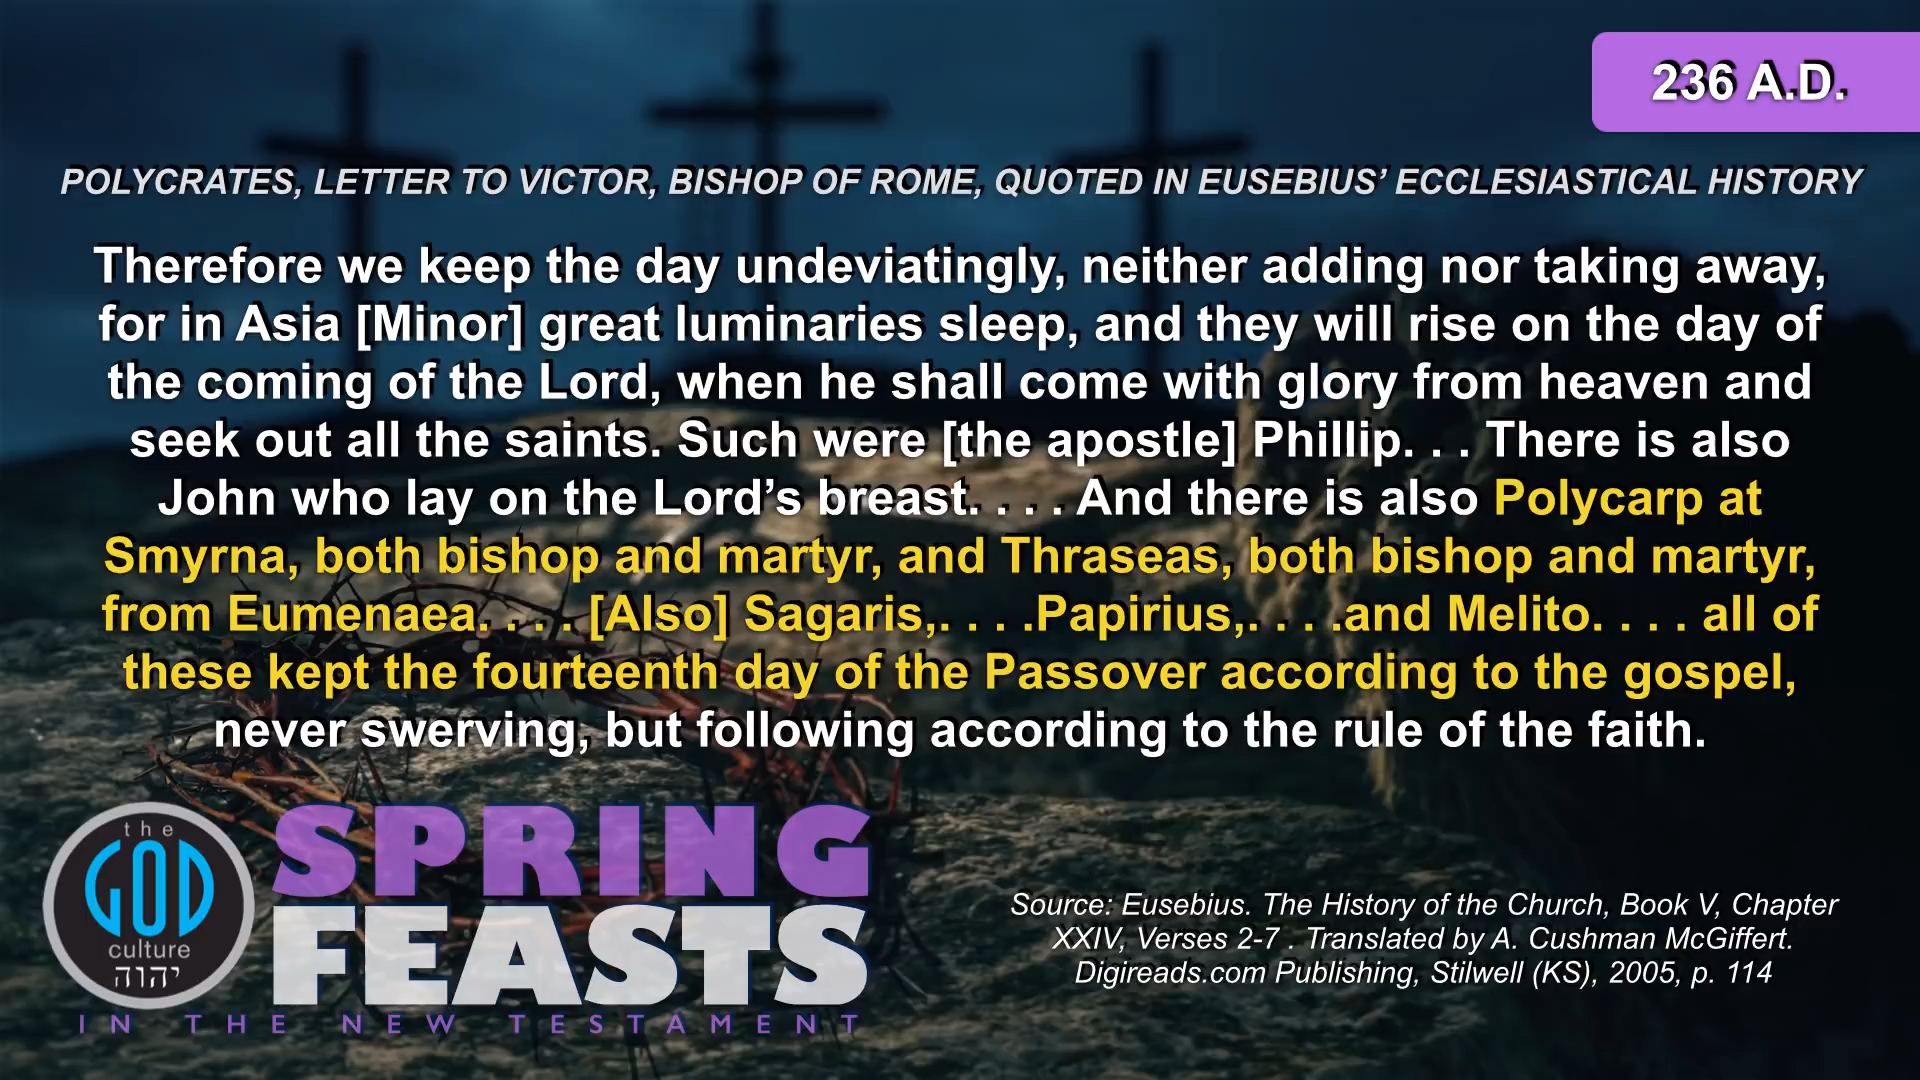 236 A.D.
POLYCRATES, LETTER TO VICTOR, BISHOP OF ROME, QUOTED IN EUSEBIUS’ ECCLESIASTICAL HISTORY
Therefore we keep the day undeviatingly, neither adding nor taking away,
for in Asia [Minor] great luminaries sleep, and they will rise on the day of
the coming of the Lord, when he shall come with glory from heaven and
seek out all the saints. Such were [the apostle] Phillip. . . There is also
John who lay on the Lord’s breast. . . . And there is also Polycarp at
Smyrna, both bishop and martyr, and Thraseas, both bishop and martyr,
from Eumenaea. . . . [Also] Sagaris,. . . .Papirius,. . . .and Melito. . . . all of
these kept the fourteenth day of the Passover according to the gospel,
never swerving, but following according to the rule of the faith.
the
GOD
culture
יהוה
SPRING
FEASTS
IN THE NEW TESTAMENT
Source: Eusebius. The History of the Church, Book V, Chapter
XXIV, Verses 2-7 . Translated by A. Cushman McGiffert.
Digireads.com Publishing, Stilwell (KS), 2005, p. 114